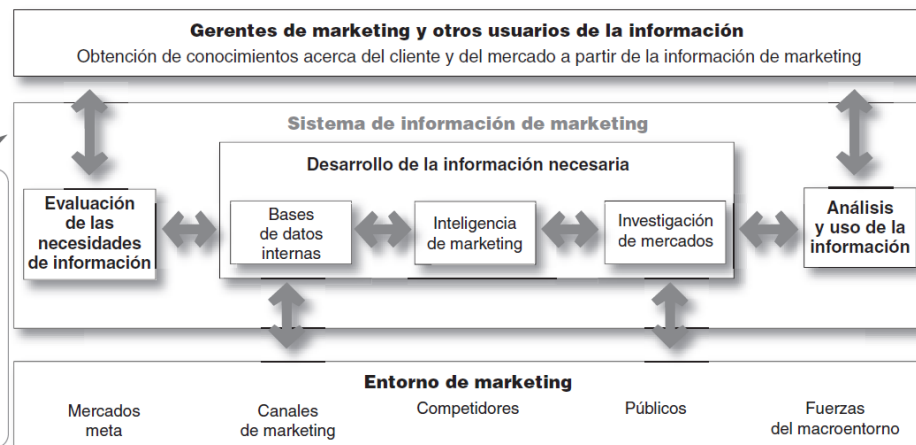 Gerentes de marketing y otros usuarios de la información
Obtención de conocimientos acerca del cliente y del mercado a partir de la información de marketing
Sistema de información de marketing
Desarrollo de la información necesaria
Evaluación
de las
necesidades
de información
Bases
de datos
internas
Inteligencia
de marketing
Investigación
de mercados
Análisis
y uso de la
información
Entorno de marketing
Mercados
meta
Canales
de marketing
Competidores
Públicos
Fuerzas
del macroentorno